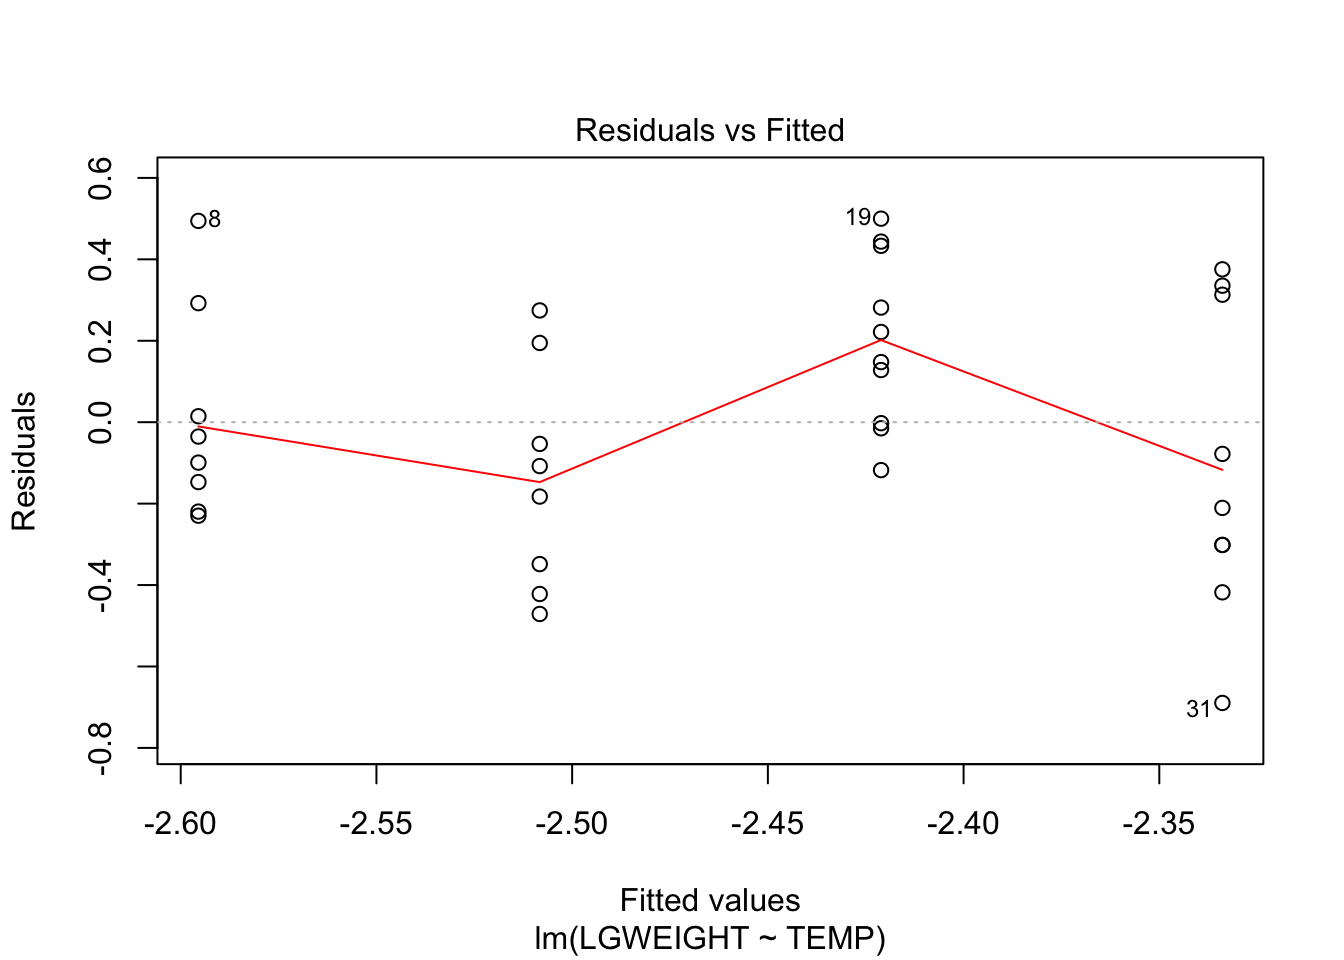 Residuals vs Fitted
Residuals
0.6
0.4
0.2
0.0
-0.4
-0.8
8
19
31
-2.60 -2.55 -2.50 -2.45 -2.40 -2.35
Fitted values
lm(LGWEIGHT ~ TEMP)